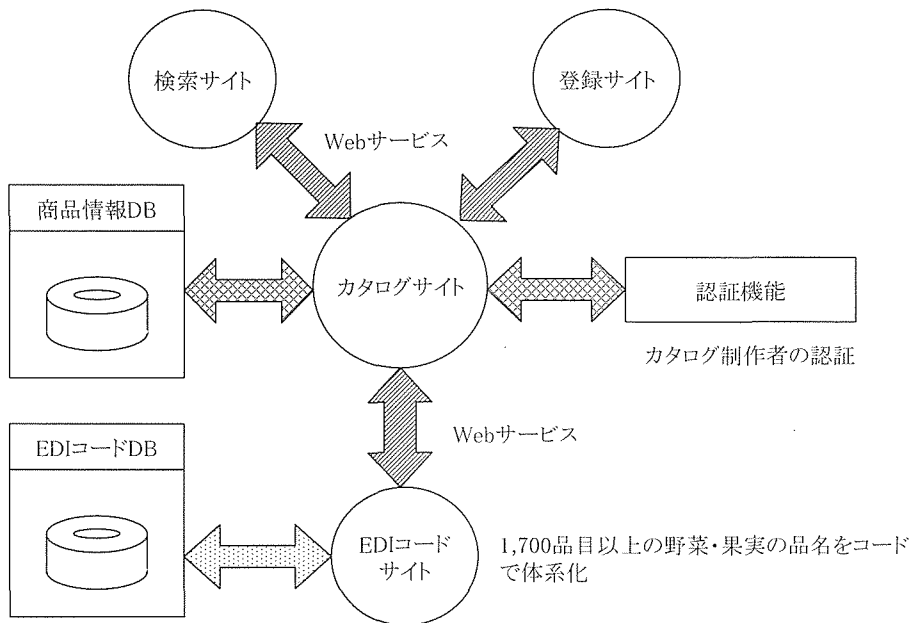 検索サイト
登録サイト
Webサービス
商品情報DB
カタログサイト
認証機能
カタログ制作者の認証
Webサービス
EDIコードDB
EDIコード
サイト
1,700品目以上の野菜・果実の品名をコード
で体系化